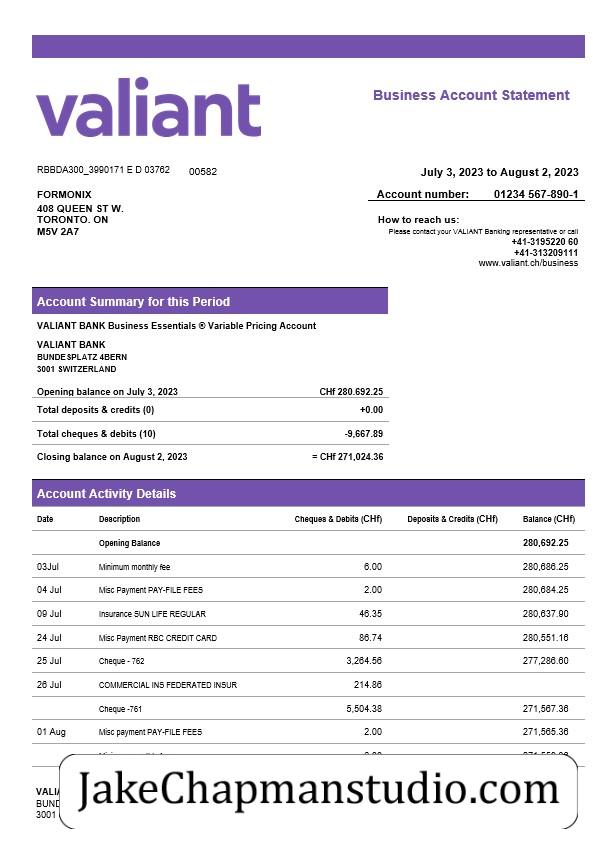 valiant
Business Account Statement
RBBDA300_3990171 E D 03762 00582
July 3, 2023 to August 2, 2023
FORMONIX
Account number: 01234 567-890-1
408 QUEEN ST W.
TORONTO. ON
M5V 2A7
How to reach us:
Please contact your VALIANT Banking representative or call
+41-3195220 60
+41-313209111
www.valiant.ch/business
Account Summary for this Period
VALIANT BANK Business Essentials ® Variable Pricing Account
VALIANT BANK
BUNDESPLATZ 4BERN
3001 SWITZERLAND
Opening balance on July 3, 2023 CHf 280.692.25
Total deposits & credits (0) +0.00
Total cheques & debits (10) -9,667.89
Closing balance on August 2, 2023 = CHf 271,024.36
Account Activity Details
Date Description Cheques & Debits (CHf) Deposits & Credits (CHf) Balance (CHf)
Opening Balance 280,692.25
03Jul Minimum monthly fee 6.00 280,686.25
04 Jul Misc Payment PAY-FILE FEES 2.00 280,684.25
09 Jul Insurance SUN LIFE REGULAR 46.35 280,637.90
24 Jul Misc Payment RBC CREDIT CARD 86.74 280,551.16
25 Jul Cheque - 762 3,264.56 277,286.60
26 Jul COMMERCIAL INS FEDERATED INSUR 214.86
Cheque -761 5,504.38 271,567.36
01 Aug Misc payment PAY-FILE FEES 2.00 271,565.36
JakeChapmanstudio.com
3001